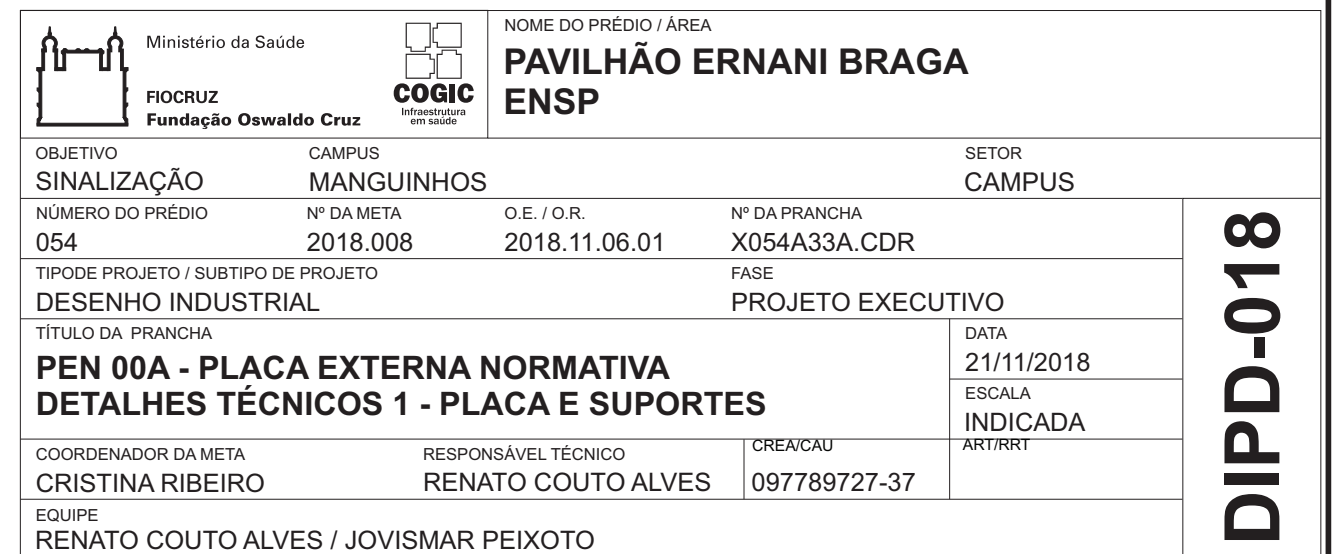 Ministério da Saúde
FIOCRUZ
Fundação Oswaldo Cruz
COGIC
Infraestrutura
em saúde
NOME DO PRÉDIO / ÁREA
PAVILHÃO ERNANI BRAGA
ENSP
OBJETIVO
SINALIZAÇÃO
CAMPUS
MANGUINHOS
SETOR
CAMPUS
NÚMERO DO PRÉDIO
054
Nº DA META
2018.008
O.E. / O.R.
2018.11.06.01
Nº DA PRANCHA
X054A33A.CDR
TIPODE PROJETO / SUBTIPO DE PROJETO
DESENHO INDUSTRIAL
FASE
PROJETO EXECUTIVO
TÍTULO DA PRANCHA
PEN 00A - PLACA EXTERNA NORMATIVA
DETALHES TÉCNICOS 1 - PLACA E SUPORTES
DATA
21/11/2018
ESCALA
INDICADA
COORDENADOR DA META
CRISTINA RIBEIRO
RESPONSÁVEL TÉCNICO
RENATO COUTO ALVES
CREA/CAU
097789727-37
ART/RRT
EQUIPE
RENATO COUTO ALVES / JOVISMAR PEIXOTO
DIPD-018